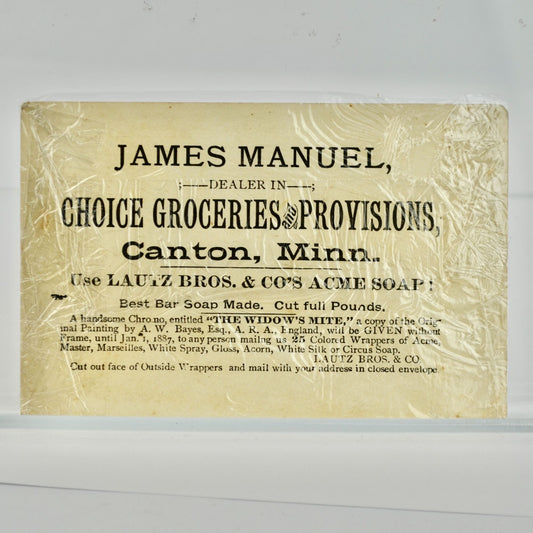 JAMES MANUEL,
DEALER IN
CHOICE GROCERIES AND PROVISIONS,
Canton, Minn.
Use LAUTZ BROS. & CO'S ACME SOAP!
Best Bar Soap Made. Cut full Pounds.
A handsome Chromo, entitled "THE WIDOW'S MITE," a copy of the Orig-
inal Painting by A. W. Bayes, Esq., A. R. A., England, will be GIVEN without
Frame, until Jan. 1, 1887, to any person mailing us 25 Colored Wrappers of Acme,
Master, Marseilles, White Spray, Gloss, Acorn, White Silk or Circus Soap.
LAUTZ BROS. & CO.
Cut out face of Outside Wrappers and mail with your address in closed envelope